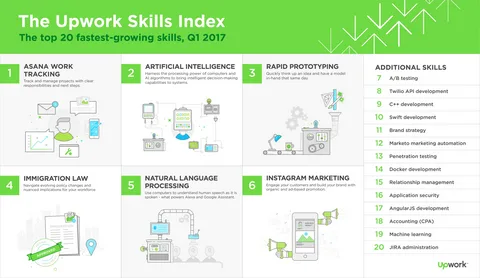 The Upwork Skills Index
The top 20 fastest-growing skills, Q1 2017
1
ASANA WORK
TRACKING
Track and manage projects with clear
responsibilities and next steps
2
ARTIFICIAL INTELLIGENCE
Harness the processing power of computers and
AI algorithms to bring intelligent decision-making
capabilities to systems
3
RAPID PROTOTYPING
Quickly think up an idea and have a model
in-hand that same day
4
IMMIGRATION LAW
Navigate evolving policy changes and
nuanced implications for your workforce
5
NATURAL LANGUAGE
PROCESSING
Use computers to understand human speech as it is
spoken - what powers Alexa and Google Assistant
6
INSTAGRAM MARKETING
Engage your customers and build your brand with
organic and ad-based promotion
ADDITIONAL SKILLS
7 A/B testing
8 Twilio API development
9 C++ development
10 Swift development
11 Brand strategy
12 Marketo marketing automation
13 Penetration testing
14 Docker development
15 Relationship management
16 Application security
17 AngularJS development
18 Accounting (CPA)
19 Machine learning
20 JIRA administration
upwork